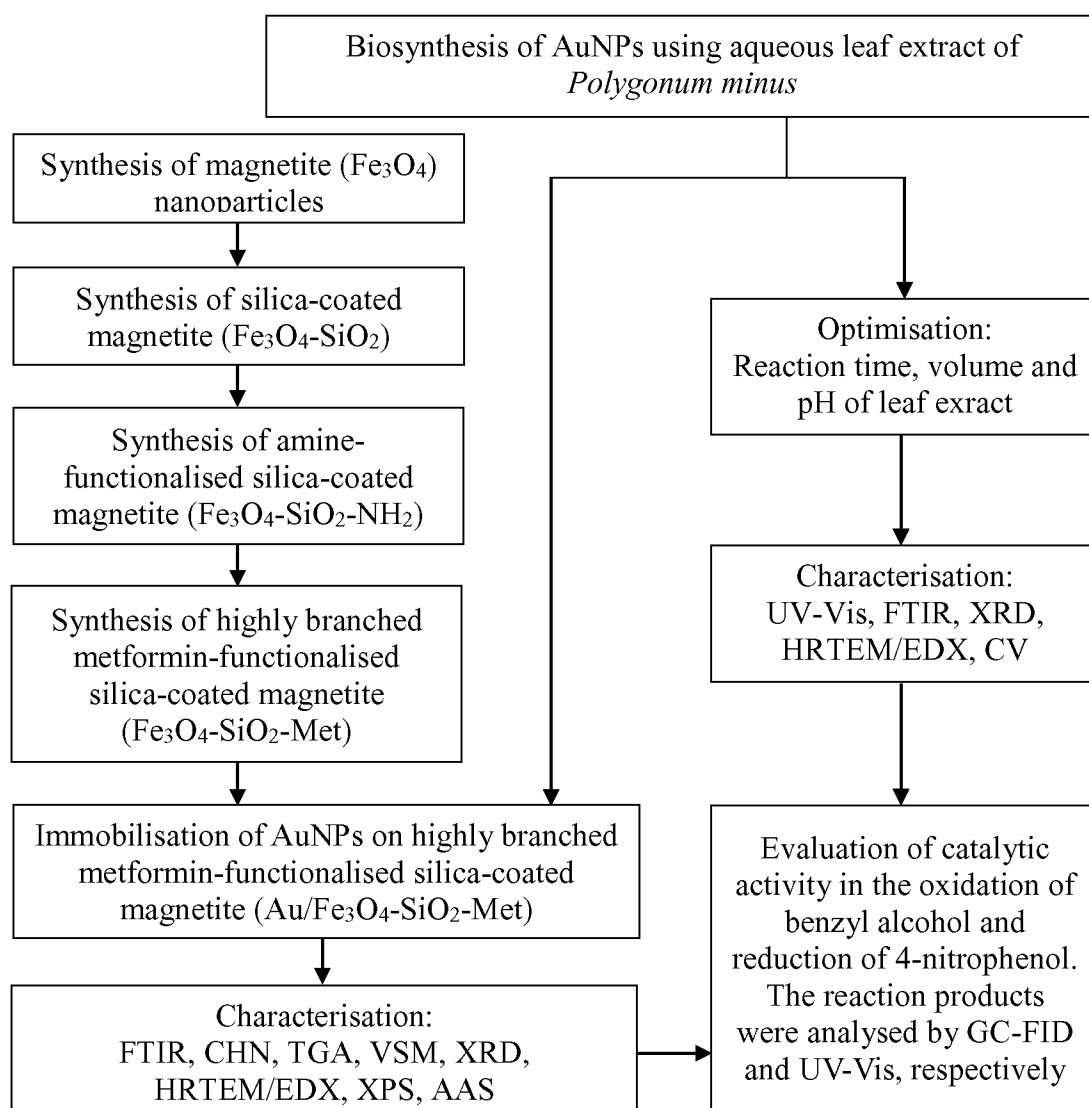 Biosynthesis of AuNPs using aqueous leaf extract of
Polygonum minus
Synthesis of magnetite (Fe₃O₄)
nanoparticles
Synthesis of silica-coated
magnetite (Fe₃O₄-SiO₂)
Synthesis of amine-
functionalised silica-coated
magnetite (Fe₃O₄-SiO₂-NH₂)
Synthesis of highly branched
metformin-functionalised
silica-coated magnetite
(Fe₃O₄-SiO₂-Met)
Immobilisation of AuNPs on highly branched
metformin-functionalised silica-coated
magnetite (Au/Fe₃O₄-SiO₂-Met)
Characterisation:
FTIR, CHN, TGA, VSM, XRD,
HRTEM/EDX, XPS, AAS
Optimisation:
Reaction time, volume and
pH of leaf exract
Characterisation:
UV-Vis, FTIR, XRD,
HRTEM/EDX, CV
Evaluation of catalytic
activity in the oxidation of
benzyl alcohol and
reduction of 4-nitrophenol.
The reaction products
were analysed by GC-FID
and UV-Vis, respectively